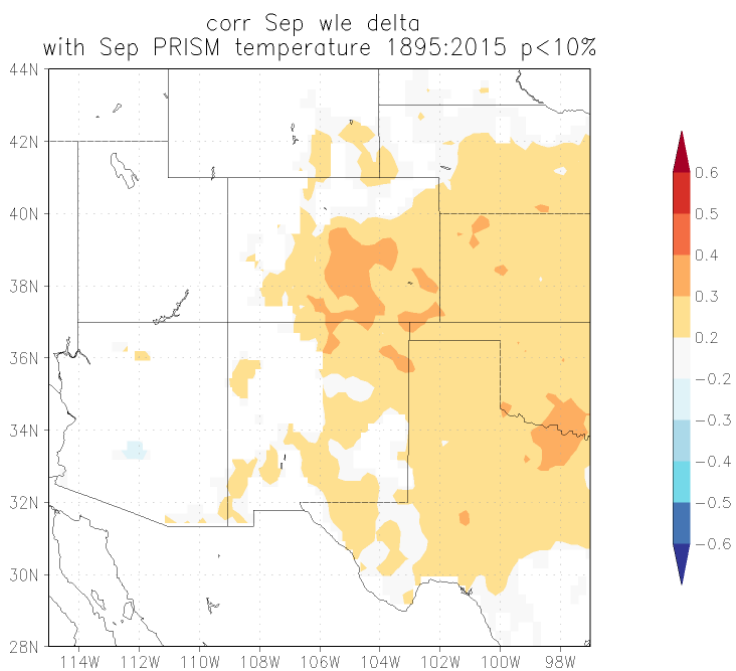 corr Sep wle delta
with Sep PRISM temperature 1895:2015 p<10%
44N
42N
40N
38N
36N
34N
32N
30N
28N
114W 112W 110W 108W 106W 104W 102W 100W 98W
0.6
0.5
0.4
0.3
0.2
-0.2
-0.3
-0.4
-0.5
-0.6